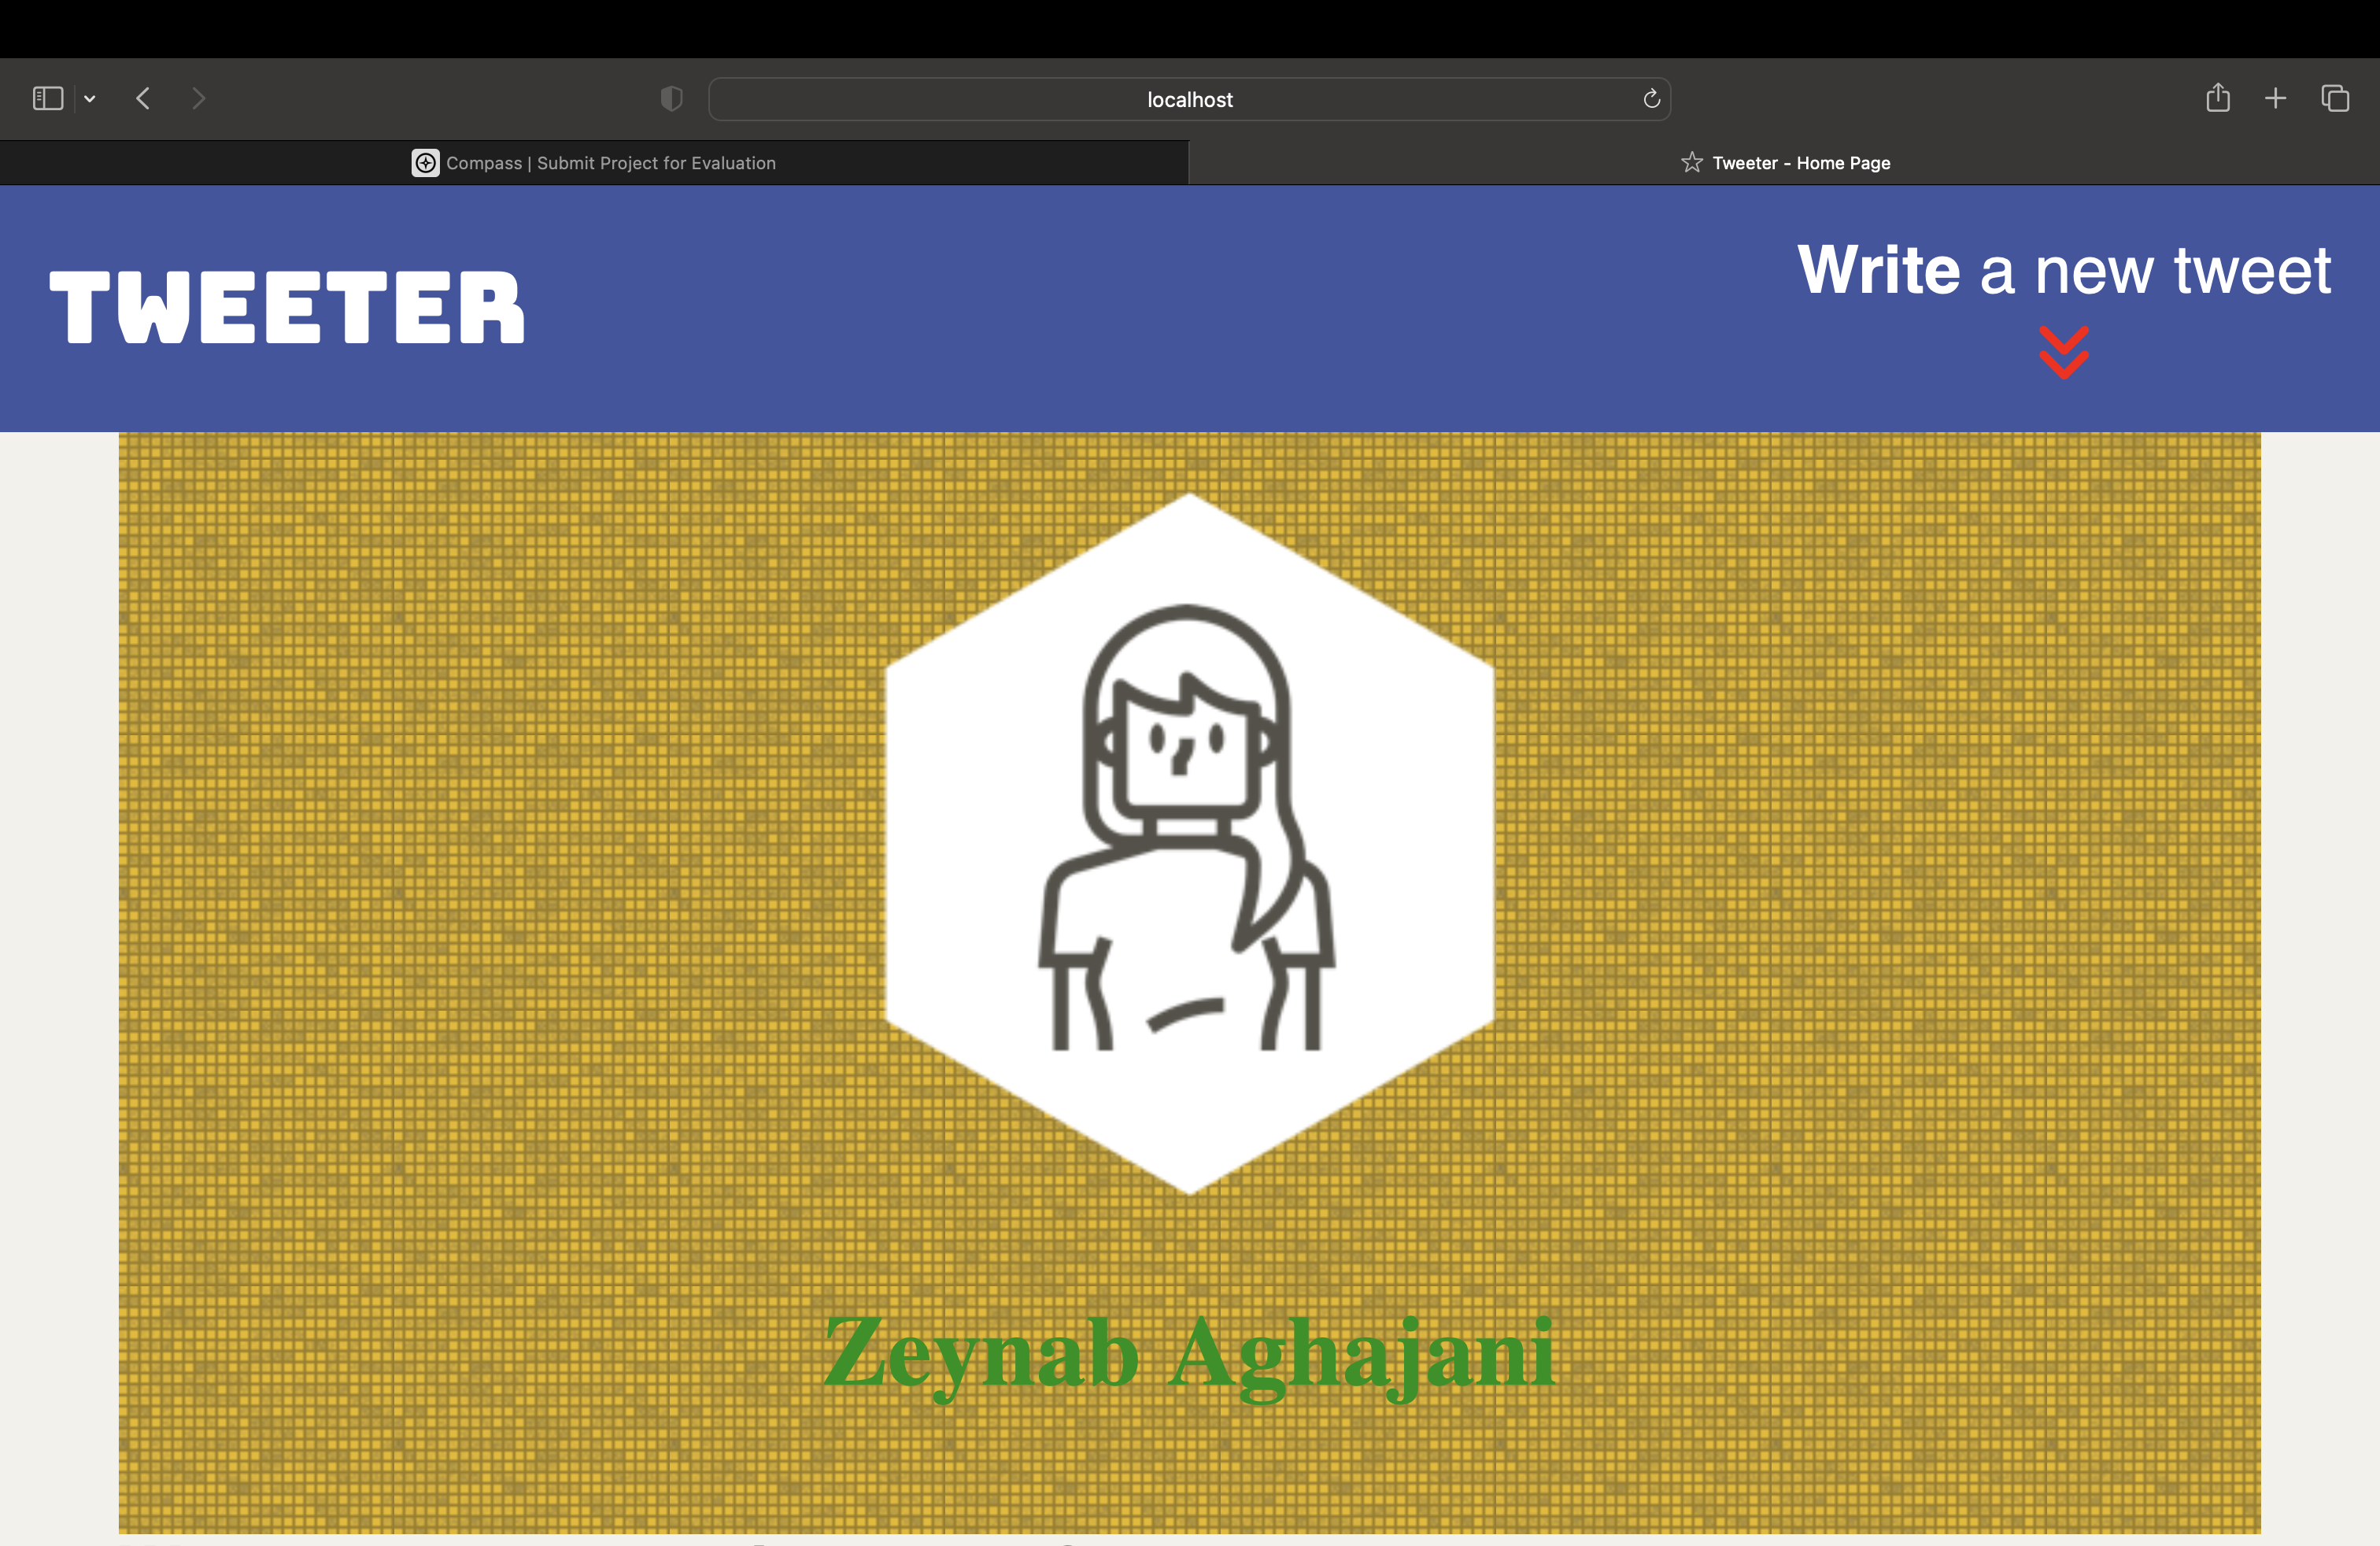 localhost
Compass | Submit Project for Evaluation
Tweeter - Home Page
TWEETER
Write a new tweet
Zeynab Aghajani